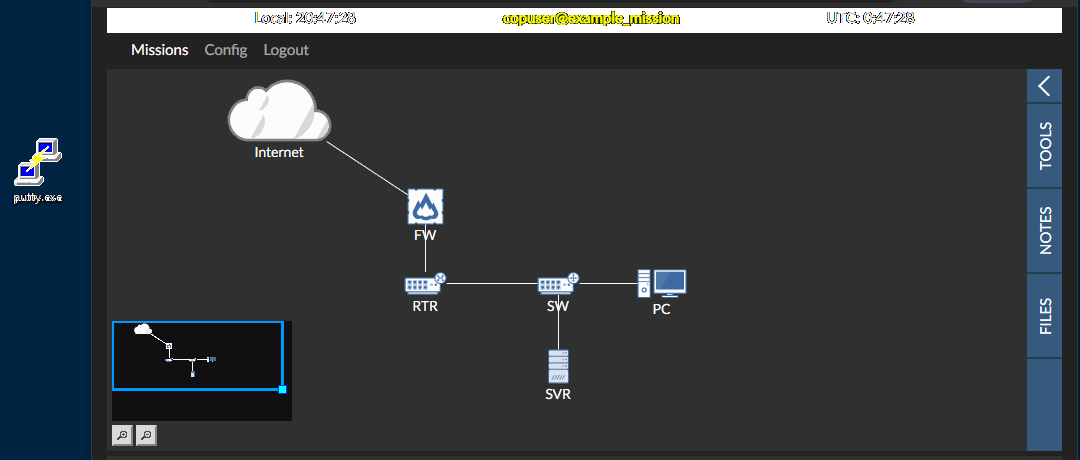 Local: 20:47:28
copuser@example_mission
UTC: 0:47:28
Missions
Config
Logout
putty.exe
Internet
FW
RTR
SW
PC
SVR
TOOLS
NOTES
FILES